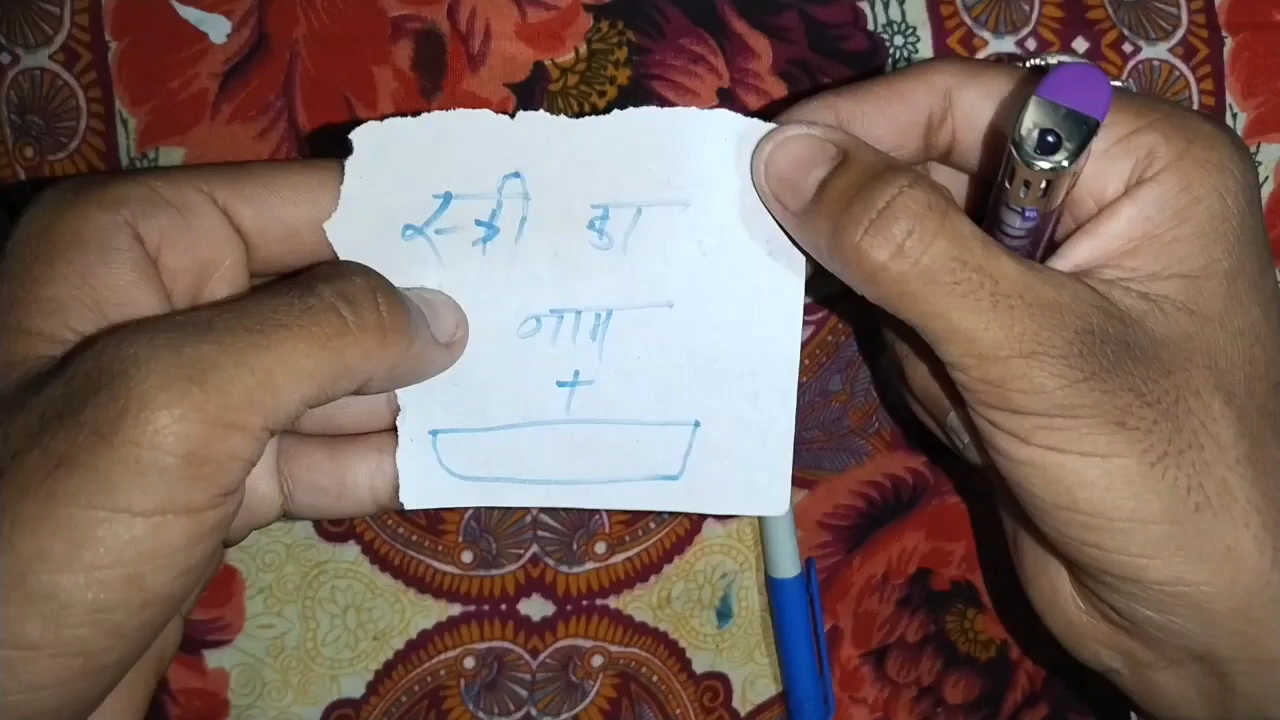 स्त्री का
नाम
+